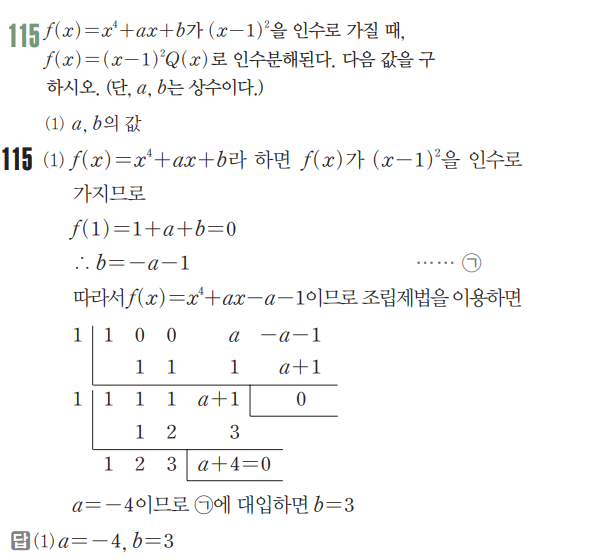 115 f(x)=x⁴+ax+b가 (x-1)²을 인수로 가질 때,
f(x)=(x-1)²Q(x)로 인수분해된다. 다음 값을 구
하시오. (단, a, b는 상수이다.)
(1) a, b의 값
115 (1) f(x)=x⁴+ax+b라 하면 f(x)가 (x-1)²을 인수로
가지므로
f(1)=1+a+b=0
∴ b=-a-1 …… ㉠
따라서 f(x)=x⁴+ax-a-1이므로 조립제법을 이용하면
1 1 0 0 a -a-1
1 1 1 a+1
1 1 1 1 a+1 0
1 2 3
1 2 3 a+4=0
a=-4이므로 ㉠에 대입하면 b=3
답 (1) a=-4, b=3